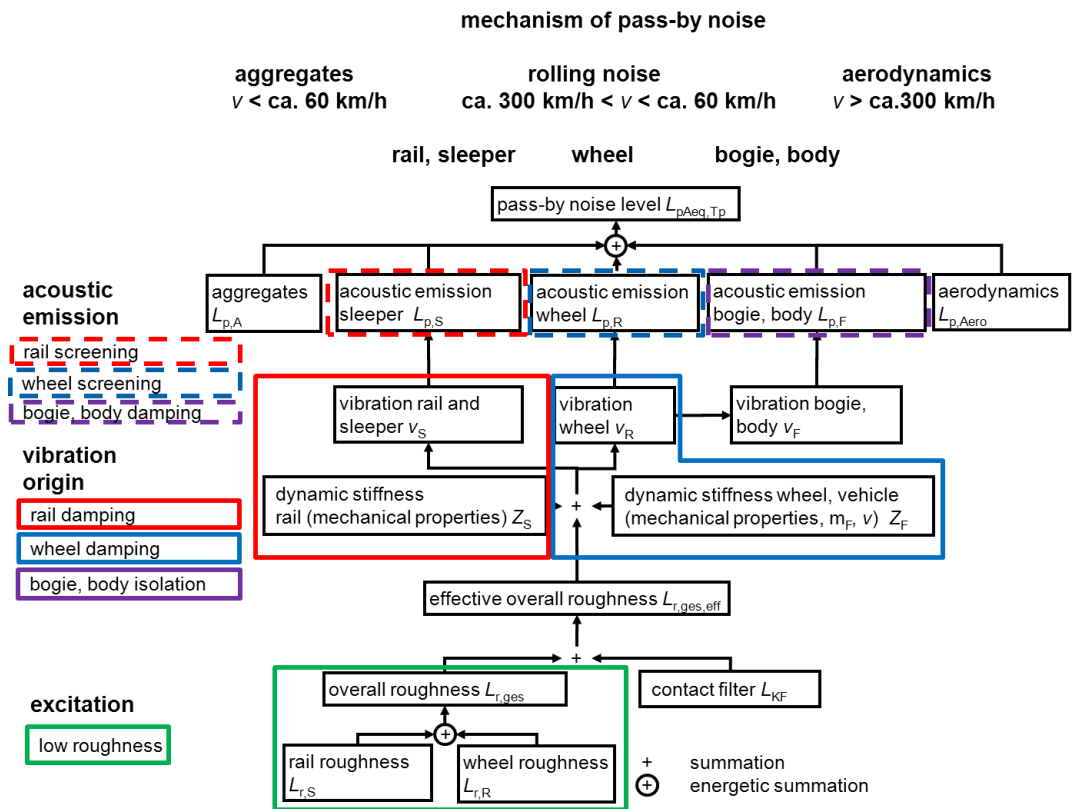 mechanism of pass-by noise
aggregates
v < ca. 60 km/h
rolling noise
ca. 300 km/h < v < ca. 60 km/h
aerodynamics
v > ca.300 km/h
rail, sleeper
wheel
bogie, body
pass-by noise level LpAeq,Tp
+
aggregates
Lp,A
acoustic emission
sleeper Lp,S
acoustic emission
wheel Lp,R
acoustic emission
bogie, body Lp,F
aerodynamics
Lp,Aero
acoustic
emission
rail screening
wheel screening
bogie, body damping
vibration rail and
sleeper vS
vibration
wheel vR
vibration bogie,
body vF
vibration
origin
rail damping
wheel damping
bogie, body isolation
dynamic stiffness
rail (mechanical properties) ZS
+
dynamic stiffness wheel, vehicle
(mechanical properties, mF, v) ZF
effective overall roughness Lr,ges,eff
+
overall roughness Lr,ges
contact filter LKF
excitation
low roughness
+
rail roughness
Lr,S
wheel roughness
Lr,R
+ summation
+ energetic summation